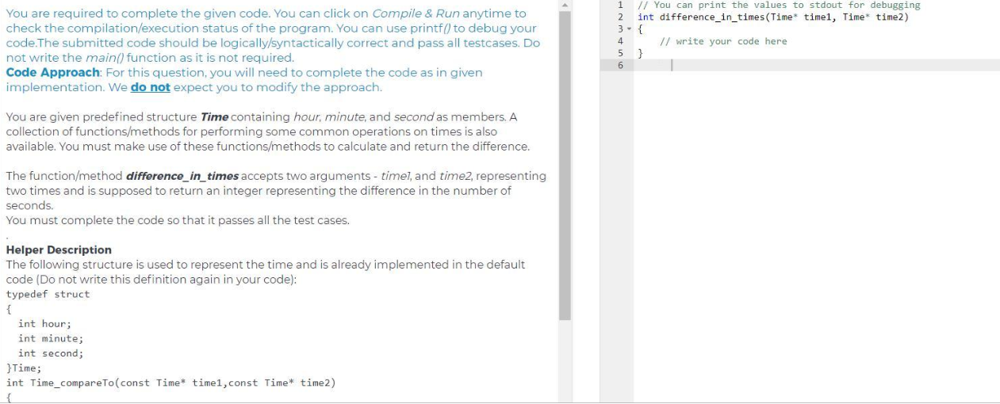 You are required to complete the given code. You can click on Compile & Run anytime to
check the compilation/execution status of the program. You can use printf() to debug your
code.The submitted code should be logically/syntactically correct and pass all testcases. Do
not write the main() function as it is not required.
Code Approach: For this question, you will need to complete the code as in given
implementation. We do not expect you to modify the approach.
You are given predefined structure Time containing hour, minute, and second as members. A
collection of functions/methods for performing some common operations on times is also
available. You must make use of these functions/methods to calculate and return the difference.
The function/method difference_in_times accepts two arguments - time1, and time2, representing
two times and is supposed to return an integer representing the difference in the number of
seconds.
You must complete the code so that it passes all the test cases.
.
Helper Description
The following structure is used to represent the time and is already implemented in the default
code (Do not write this definition again in your code):
typedef struct
{
int hour;
int minute;
int second;
}Time;
int Time_compareTo(const Time* time1,const Time* time2)
{
1 // You can print the values to stdout for debugging
2 int difference_in_times(Time* time1, Time* time2)
3 {
4 // write your code here
5 }
6